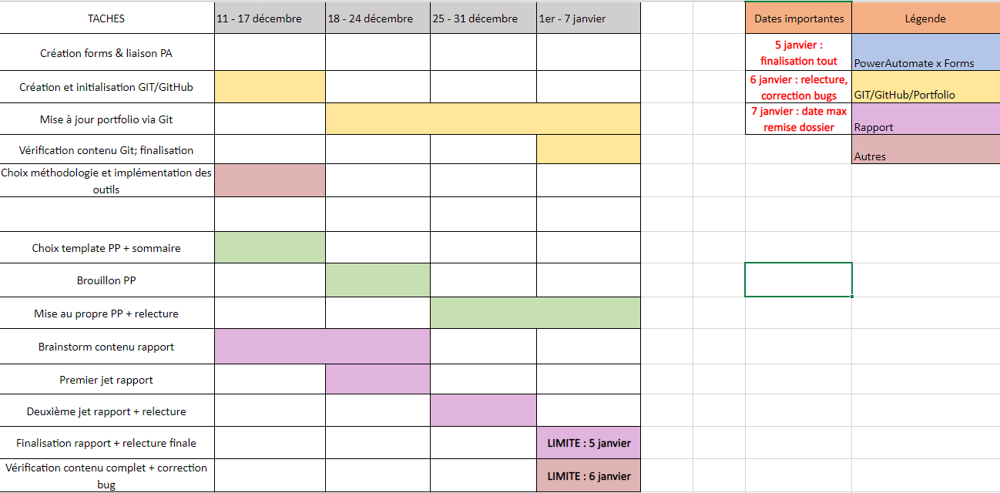 TACHES
11 - 17 décembre
18 - 24 décembre
25 - 31 décembre
1er - 7 janvier
Création forms & liaison PA
Création et initialisation GIT/GitHub
Mise à jour portfolio via Git
Vérification contenu Git; finalisation
Choix méthodologie et implémentation des
outils
Choix template PP + sommaire
Brouillon PP
Mise au propre PP + relecture
Brainstorm contenu rapport
Premier jet rapport
Deuxième jet rapport + relecture
Finalisation rapport + relecture finale
LIMITE : 5 janvier
Vérification contenu complet + correction
bug
LIMITE : 6 janvier
Dates importantes
Légende
5 janvier :
finalisation tout
PowerAutomate x Forms
6 janvier : relecture,
correction bugs
GIT/GitHub/Portfolio
7 janvier : date max
remise dossier
Rapport
Autres